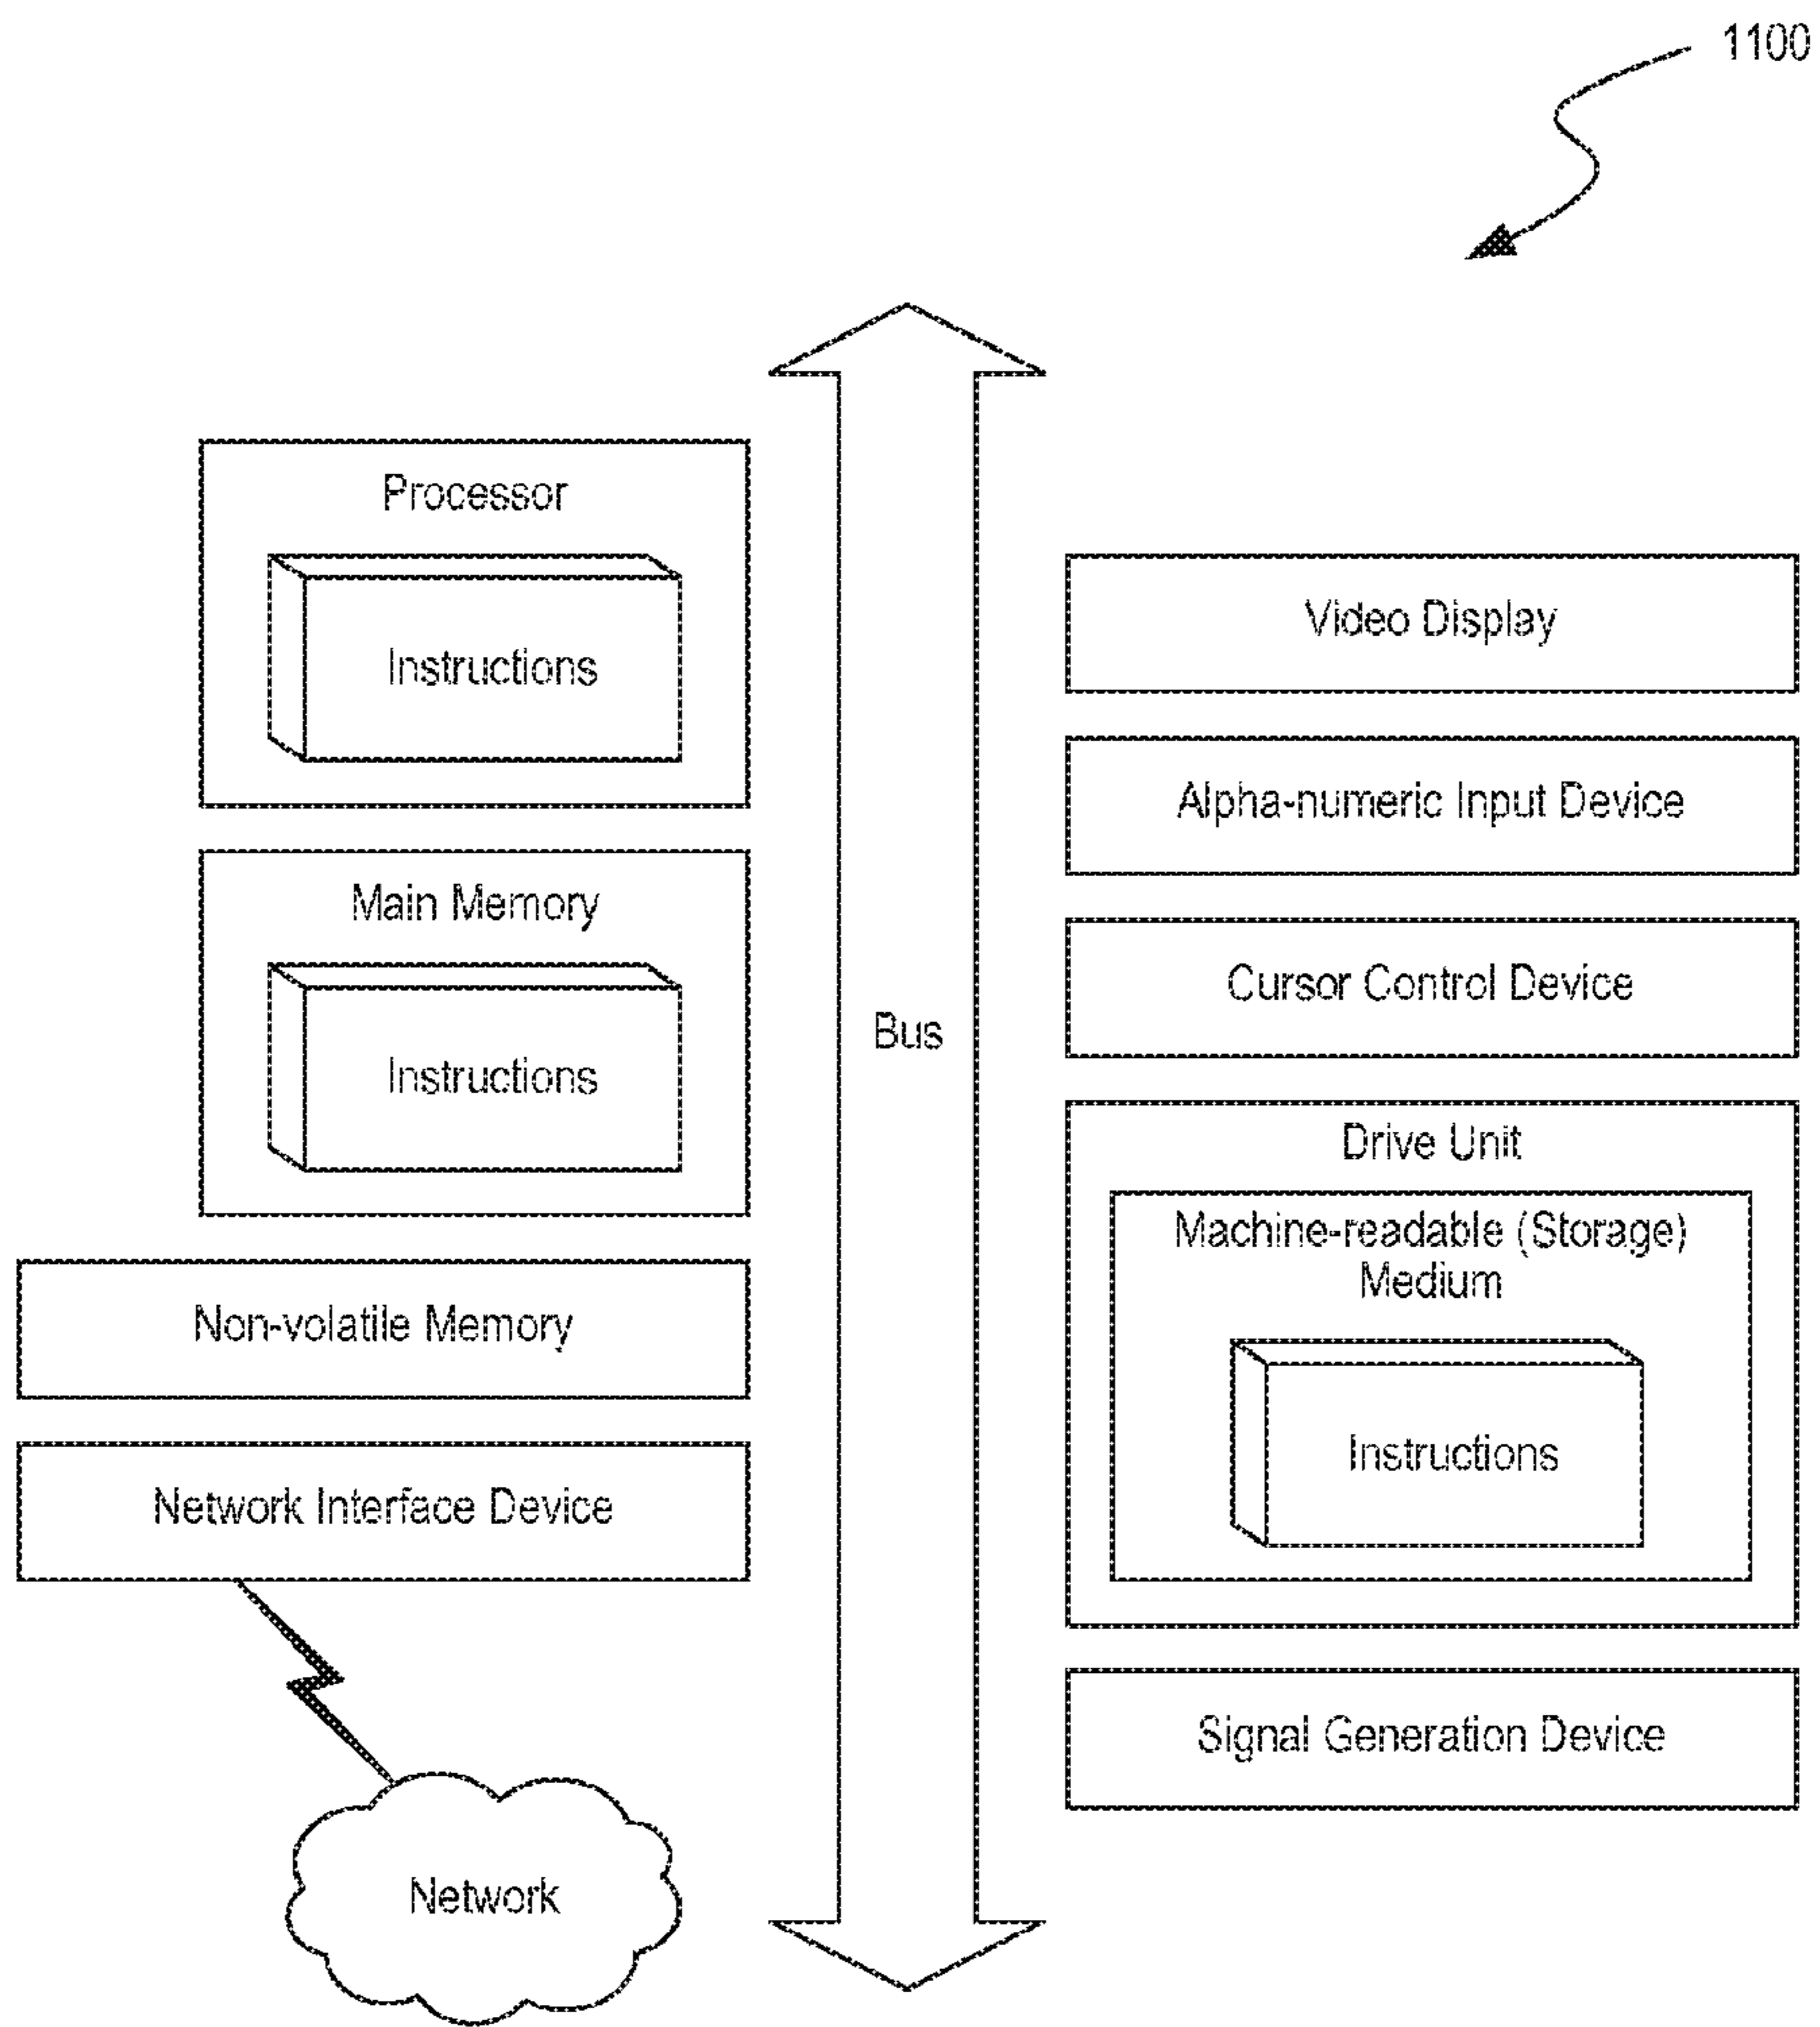 1100
Processor
Instructions
Main Memory
Instructions
Non-volatile Memory
Network Interface Device
Network
Bus
Video Display
Alpha-numeric Input Device
Cursor Control Device
Drive Unit
Machine-readable (Storage)
Medium
Instructions
Signal Generation Device